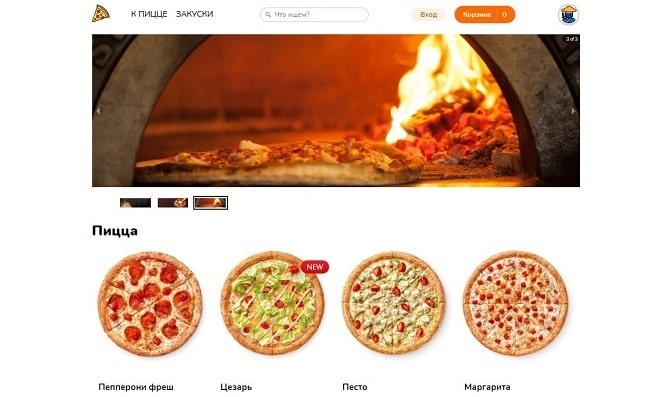 К ПИЦЦЕ ЗАКУСКИ Что ищем? Вход Корзина 0
3 of 3
Пицца
NEW
Пепперони фреш Цезарь Песто Маргарита